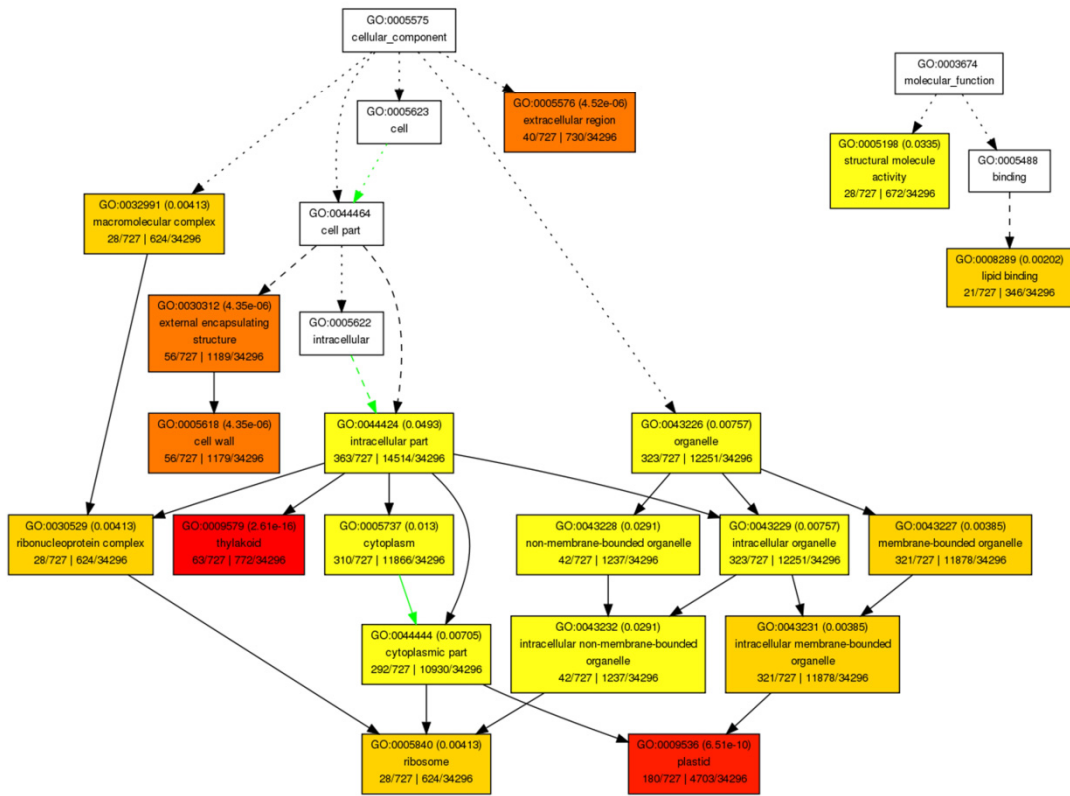 GO:0005575
cellular_component
GO:0003674
molecular_function
GO:0005623
cell
GO:0005576 (4.52e-06)
extracellular region
40/727 | 730/34296
GO:0005198 (0.0335)
structural molecule
activity
28/727 | 672/34296
GO:0005488
binding
GO:0032991 (0.00413)
macromolecular complex
28/727 | 624/34296
GO:0044464
cell part
GO:0008289 (0.00202)
lipid binding
21/727 | 346/34296
GO:0030312 (4.35e-06)
external encapsulating
structure
56/727 | 1189/34296
GO:0005622
intracellular
GO:0005618 (4.35e-06)
cell wall
56/727 | 1179/34296
GO:0044424 (0.0493)
intracellular part
363/727 | 14514/34296
GO:0043226 (0.00757)
organelle
323/727 | 12251/34296
GO:0030529 (0.00413)
ribonucleoprotein complex
28/727 | 624/34296
GO:0009579 (2.61e-16)
thylakoid
63/727 | 772/34296
GO:0005737 (0.013)
cytoplasm
310/727 | 11866/34296
GO:0043228 (0.0291)
non-membrane-bounded organelle
42/727 | 1237/34296
GO:0043229 (0.00757)
intracellular organelle
323/727 | 12251/34296
GO:0043227 (0.00385)
membrane-bounded organelle
321/727 | 11878/34296
GO:0044444 (0.00705)
cytoplasmic part
292/727 | 10930/34296
GO:0043232 (0.0291)
intracellular non-membrane-bounded
organelle
42/727 | 1237/34296
GO:0043231 (0.00385)
intracellular membrane-bounded
organelle
321/727 | 11878/34296
GO:0005840 (0.00413)
ribosome
28/727 | 624/34296
GO:0009536 (6.51e-10)
plastid
180/727 | 4703/34296